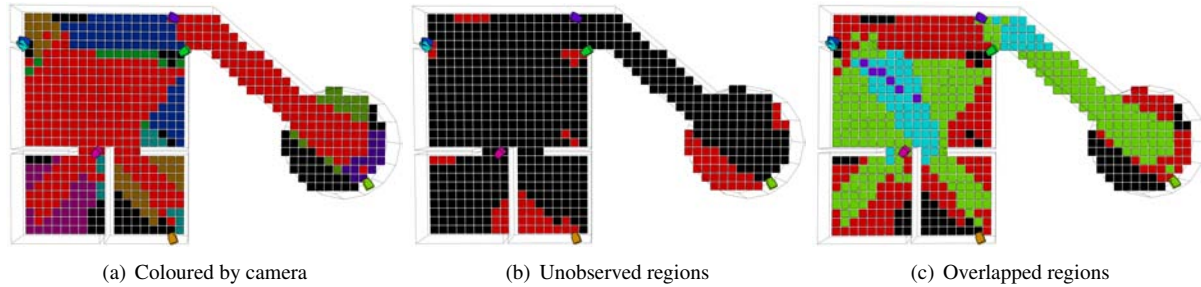 (a) Coloured by camera
(b) Unobserved regions
(c) Overlapped regions